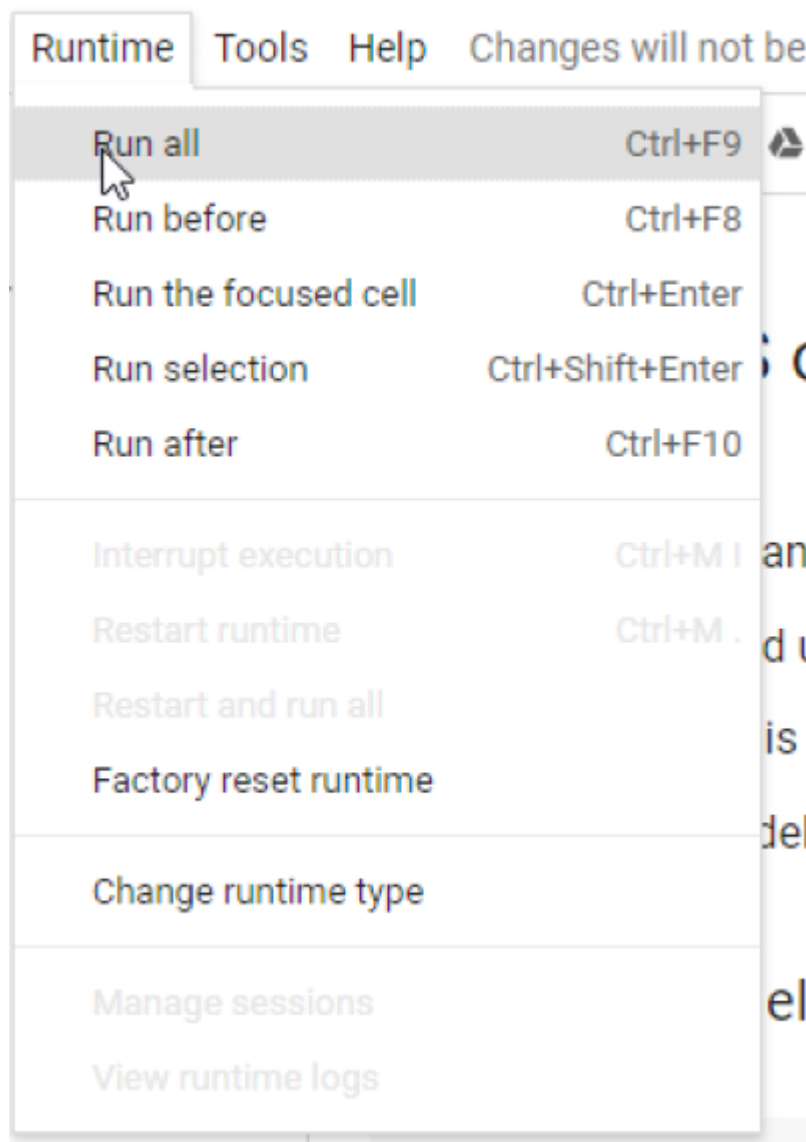 Runtime Tools Help Changes will not be
Run all Ctrl+F9
Run before Ctrl+F8
Run the focused cell Ctrl+Enter
Run selection Ctrl+Shift+Enter
Run after Ctrl+F10
Interrupt execution Ctrl+M I
Restart runtime Ctrl+M .
Restart and run all
Factory reset runtime
Change runtime type
Manage sessions
View runtime logs